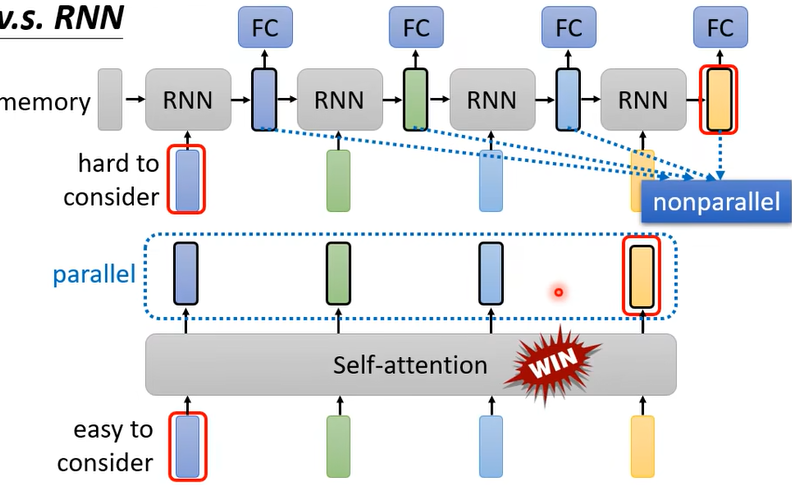 v.s. RNN
FC FC FC FC
memory RNN RNN RNN RNN
hard to
consider
nonparallel
parallel
Self-attention WIN
easy to
consider